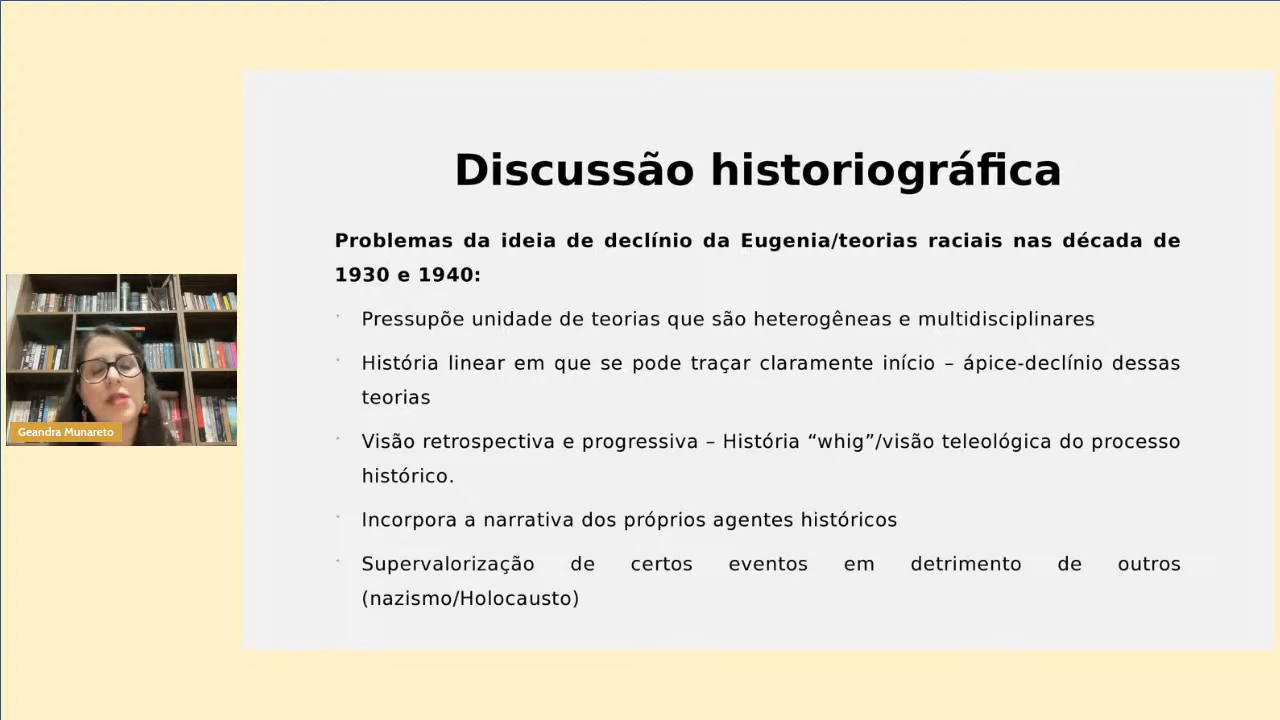 Discussão historiográfica
Problemas da ideia de declínio da Eugenia/teorias raciais nas década de
1930 e 1940:
Pressupõe unidade de teorias que são heterogêneas e multidisciplinares
História linear em que se pode traçar claramente início – ápice-declínio dessas
teorias
Visão retrospectiva e progressiva – História “whig”/visão teleológica do processo
histórico.
Incorpora a narrativa dos próprios agentes históricos
Supervalorização de certos eventos em detrimento de outros
(nazismo/Holocausto)
Geandra Munareto